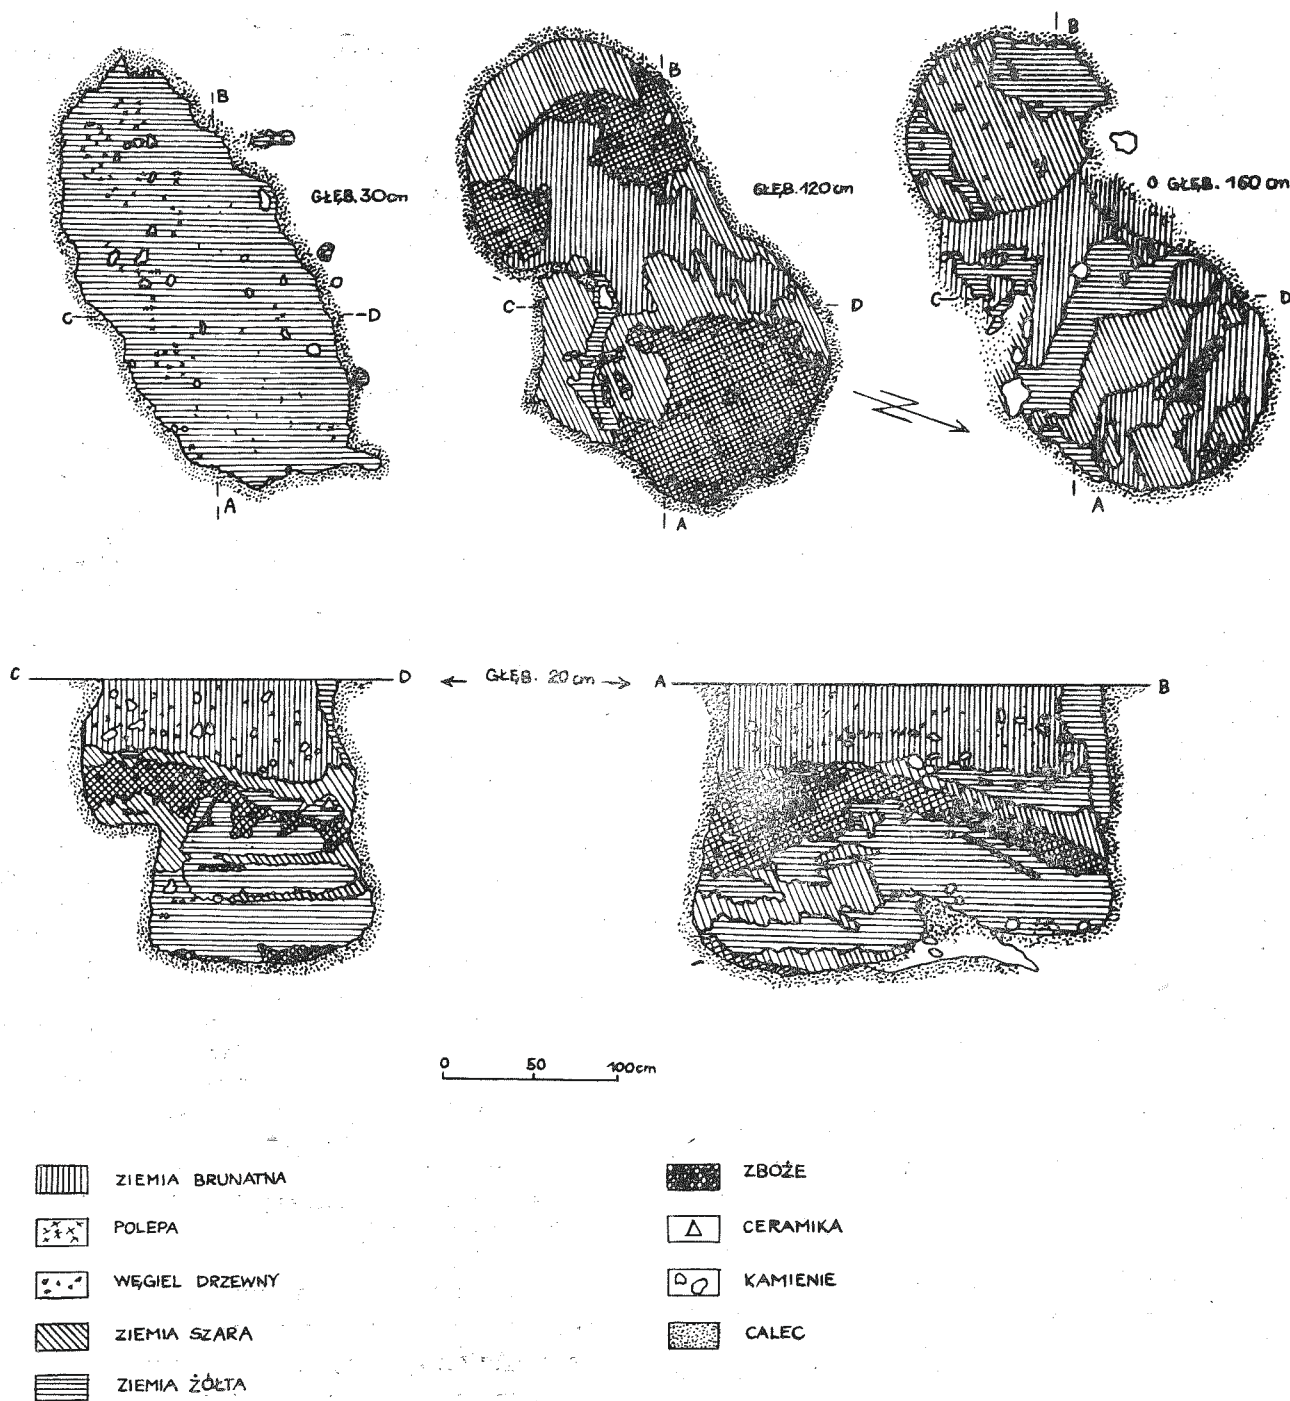 B
GŁĘB. 30cm
C
D
A
B
GŁĘB. 120cm
C
D
A
B
GŁĘB. 160 cm
C
D
A
C
D
GŁĘB. 20 cm
A
B
0 50 100cm
ZIEMIA BRUNATNA
POLEPA
WĘGIEL DRZEWNY
ZIEMIA SZARA
ZIEMIA ŻÓŁTA
ZBOŻE
CERAMIKA
KAMIENIE
CALEC